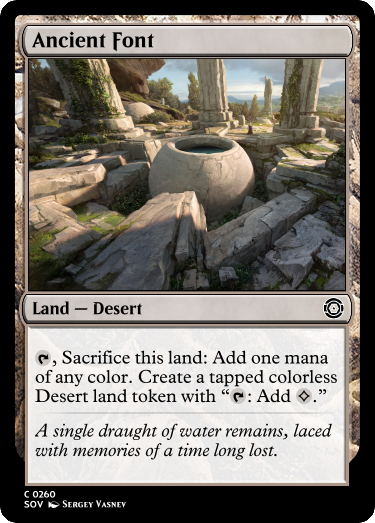 Ancient Font
Land — Desert
, Sacrifice this land: Add one mana
of any color. Create a tapped colorless
Desert land token with “: Add .”
A single draught of water remains, laced
with memories of a time long lost.
C 0260
SOV Sergey Vasnev